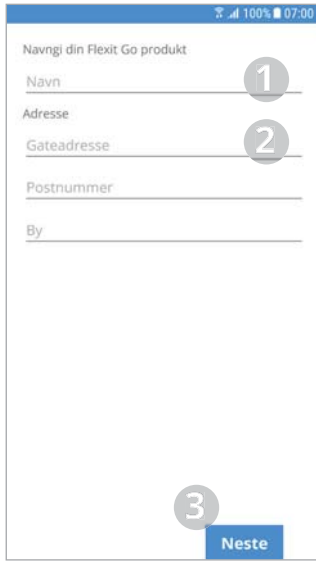 100% 07:00
Navngi din Flexit Go produkt
Navn
1
Adresse
Gateadresse
2
Postnummer
By
3
Neste